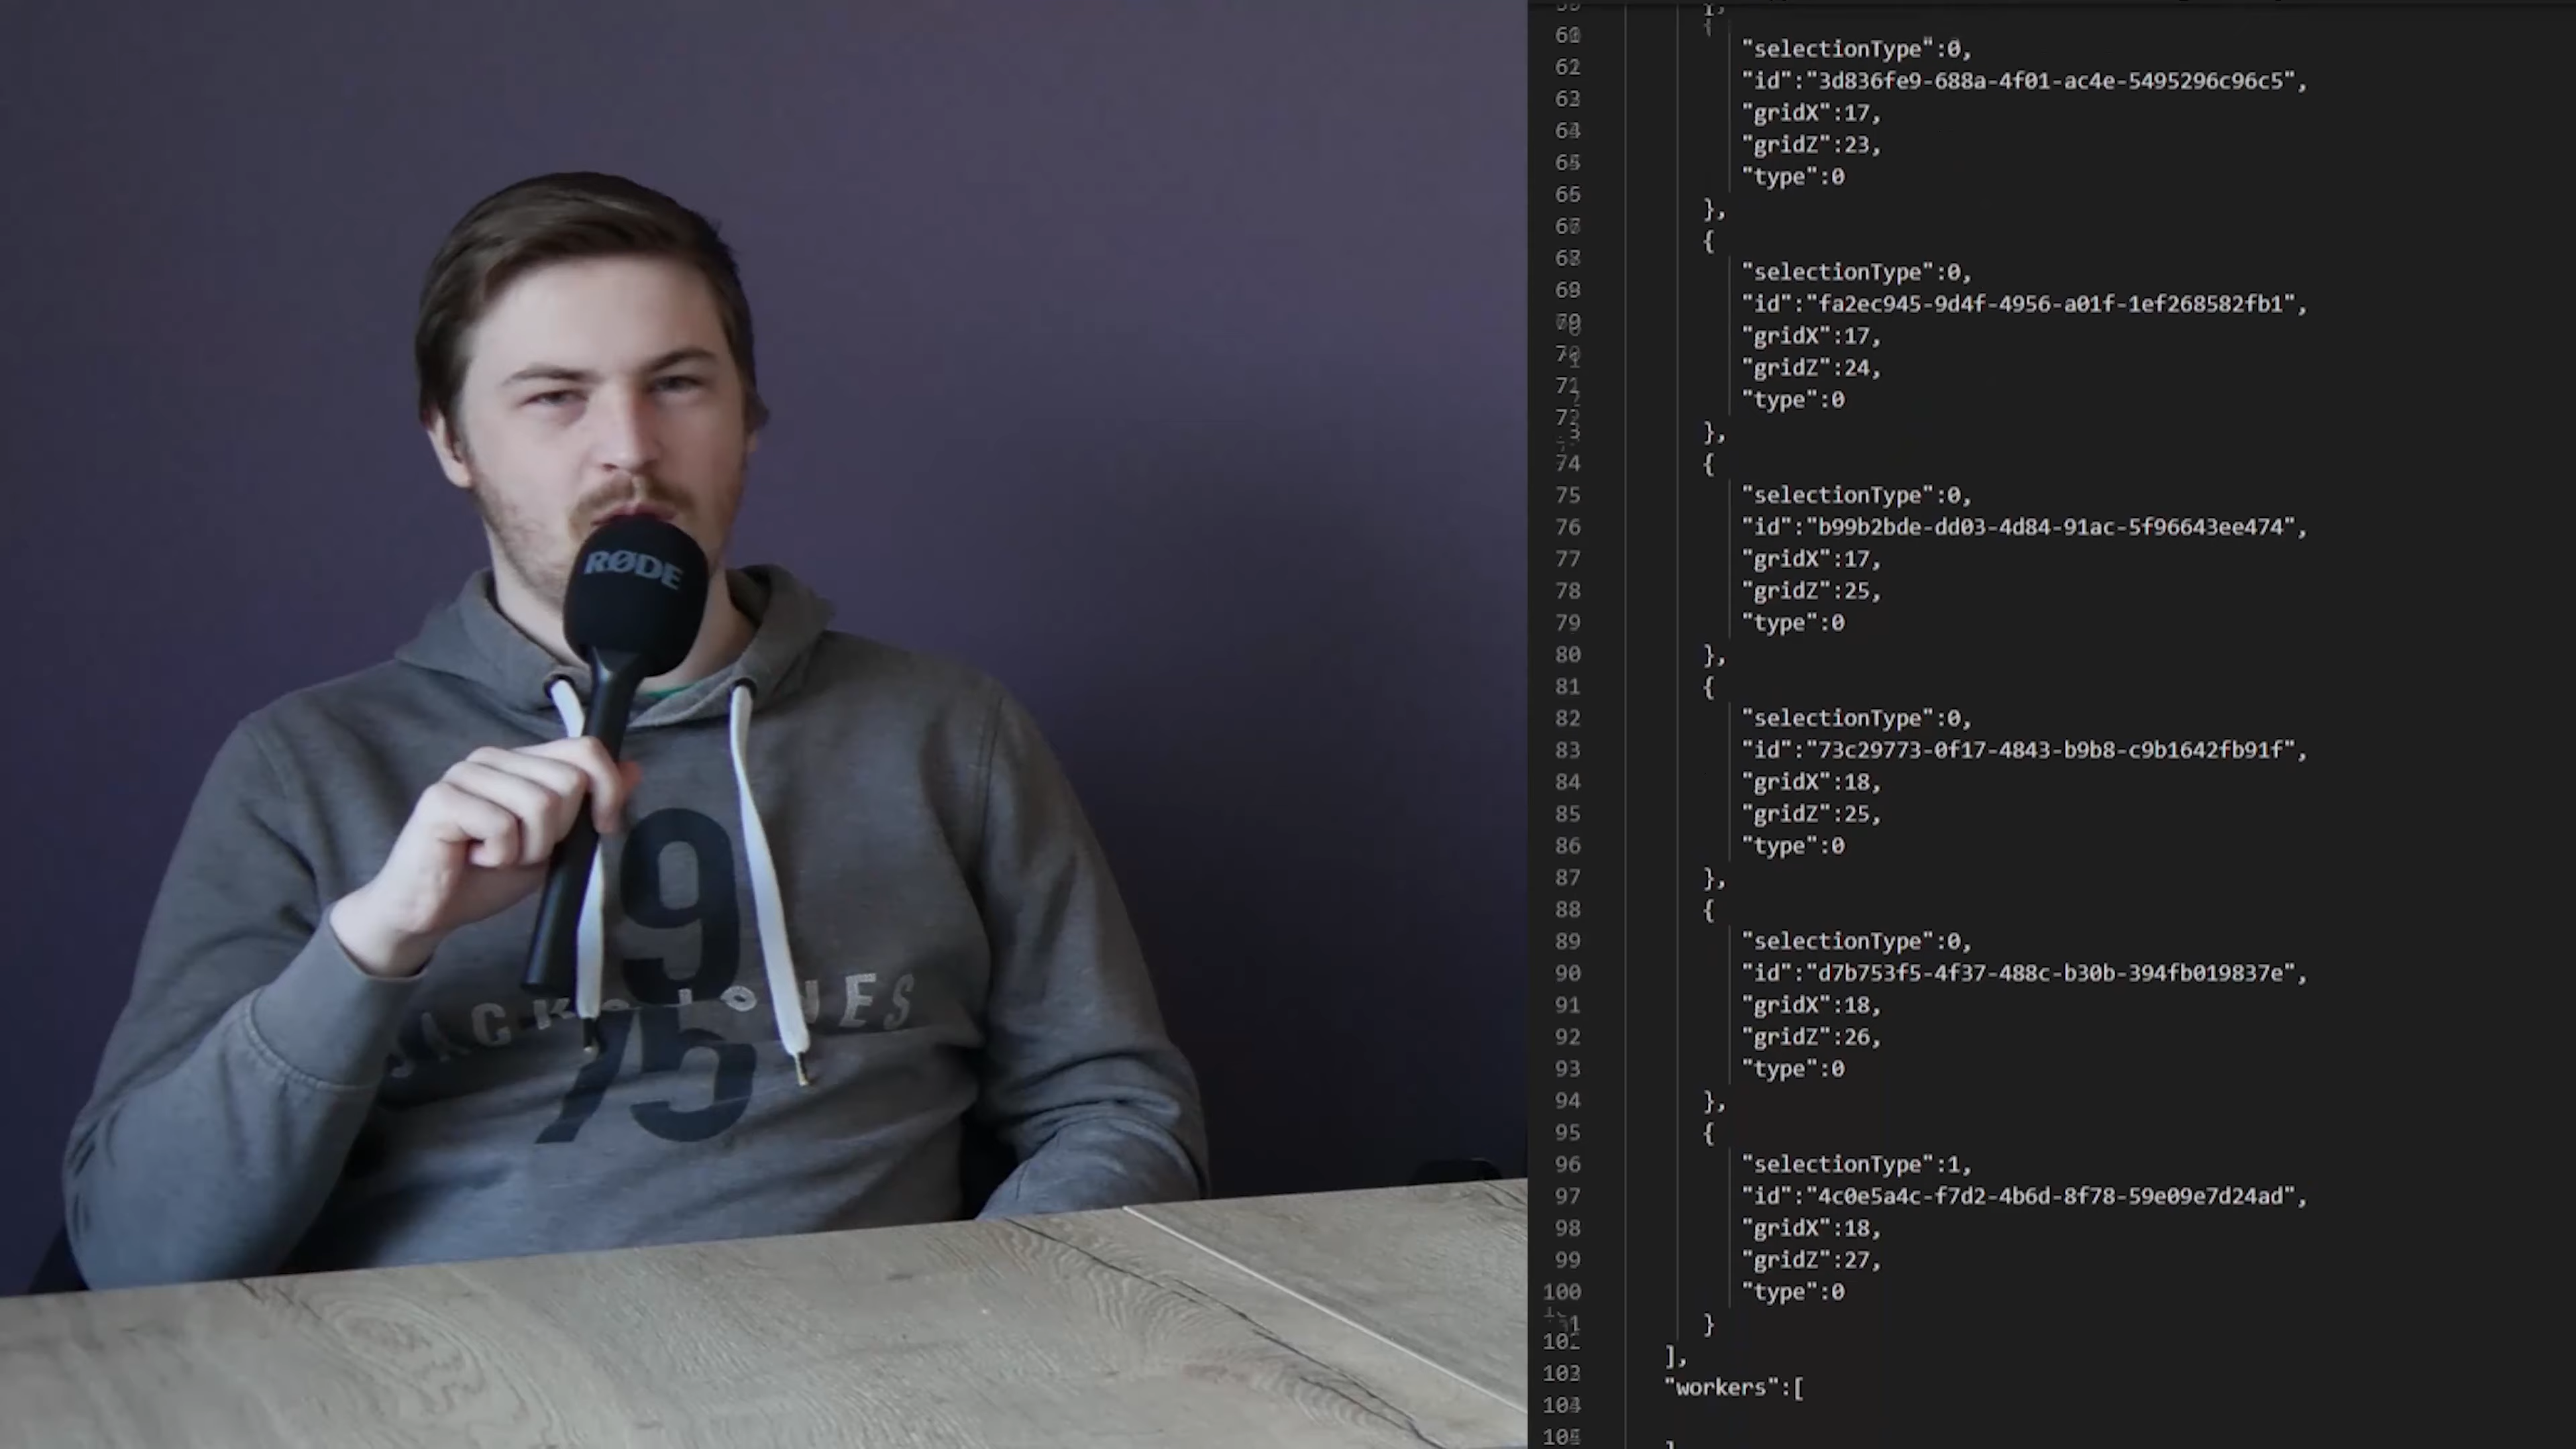 RØDE
9
JACK & JONES
75
60
61
"selectionType":0,
62
"id":"3d836fe9-688a-4f01-ac4e-5495296c96c5",
63
"gridX":17,
64
"gridZ":23,
65
"type":0
},
{
68
"selectionType":0,
69
"id":"fa2ec945-9d4f-4956-a01f-1ef268582fb1",
"gridX":17,
71
"gridZ":24,
"type":0
},
74
{
75
"selectionType":0,
76
"id":"b99b2bde-dd03-4d84-91ac-5f96643ee474",
77
"gridX":17,
78
"gridZ":25,
79
"type":0
80
},
81
{
82
"selectionType":0,
83
"id":"73c29773-0f17-4843-b9b8-c9b1642fb91f",
84
"gridX":18,
85
"gridZ":25,
86
"type":0
87
},
88
{
89
"selectionType":0,
90
"id":"d7b753f5-4f37-488c-b30b-394fb019837e",
91
"gridX":18,
92
"gridZ":26,
93
"type":0
94
},
95
{
96
"selectionType":1,
97
"id":"4c0e5a4c-f7d2-4b6d-8f78-59e09e7d24ad",
98
"gridX":18,
99
"gridZ":27,
100
"type":0
}
],
103
"workers":[
104